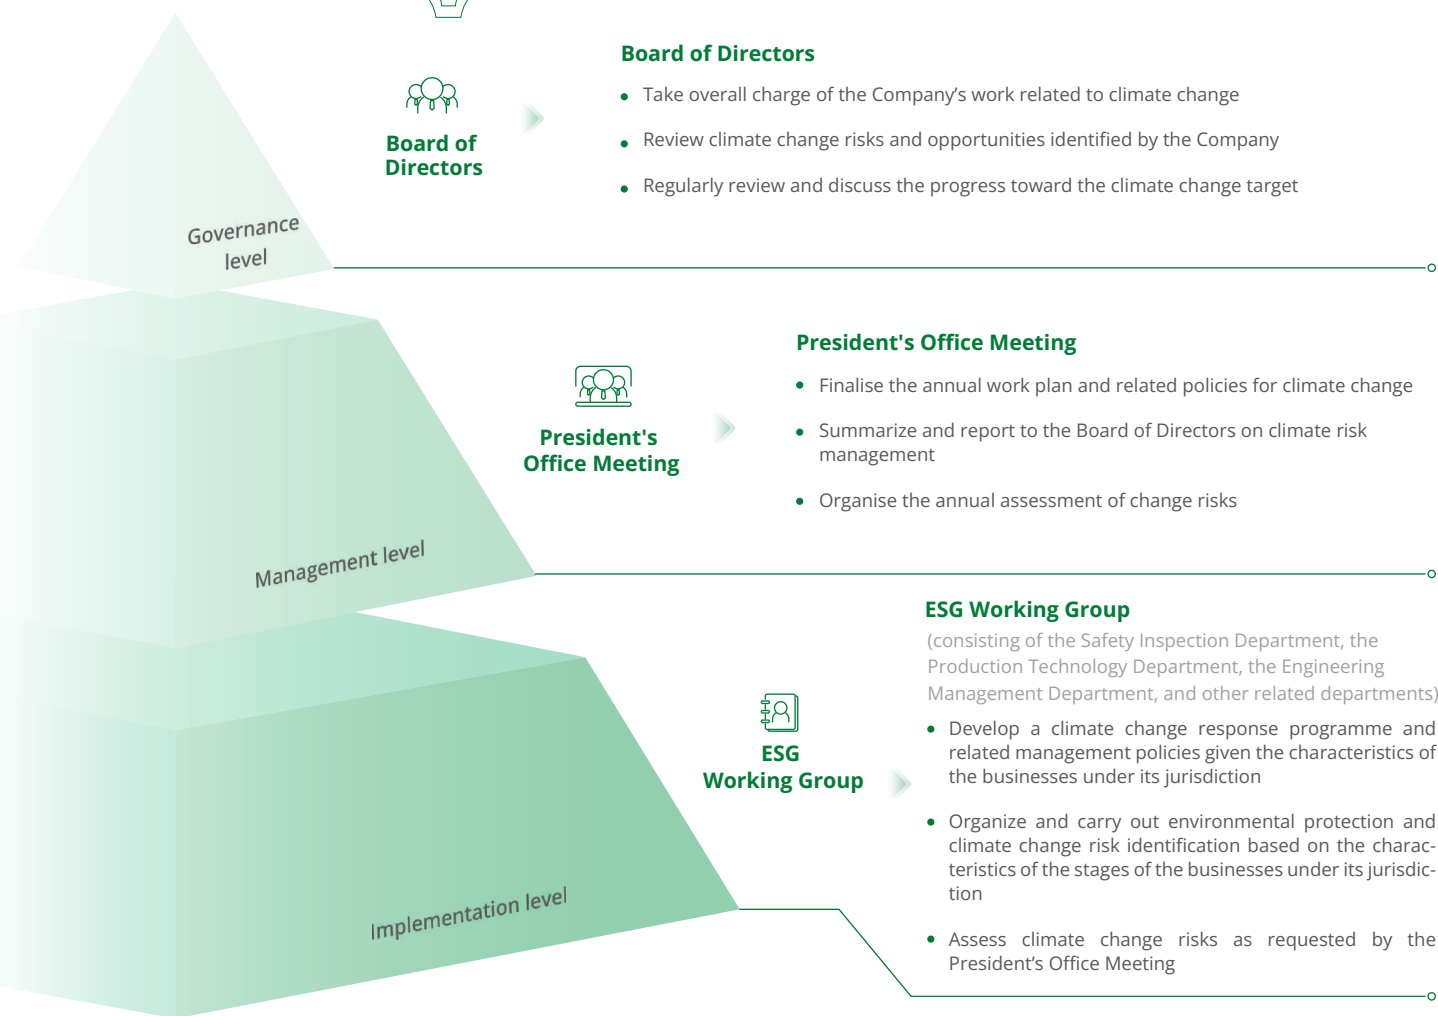 Board of Directors
Take overall charge of the Company’s work related to climate change
Review climate change risks and opportunities identified by the Company
Regularly review and discuss the progress toward the climate change target
Board of
Directors
Governance
level
President's Office Meeting
Finalise the annual work plan and related policies for climate change
Summarize and report to the Board of Directors on climate risk
management
Organise the annual assessment of change risks
President's
Office Meeting
Management level
ESG Working Group
(consisting of the Safety Inspection Department, the
Production Technology Department, the Engineering
Management Department, and other related departments)
Develop a climate change response programme and
related management policies given the characteristics of
the businesses under its jurisdiction
Organize and carry out environmental protection and
climate change risk identification based on the charac-
teristics of the stages of the businesses under its jurisdic-
tion
Assess climate change risks as requested by the
President’s Office Meeting
ESG
Working Group
Implementation level